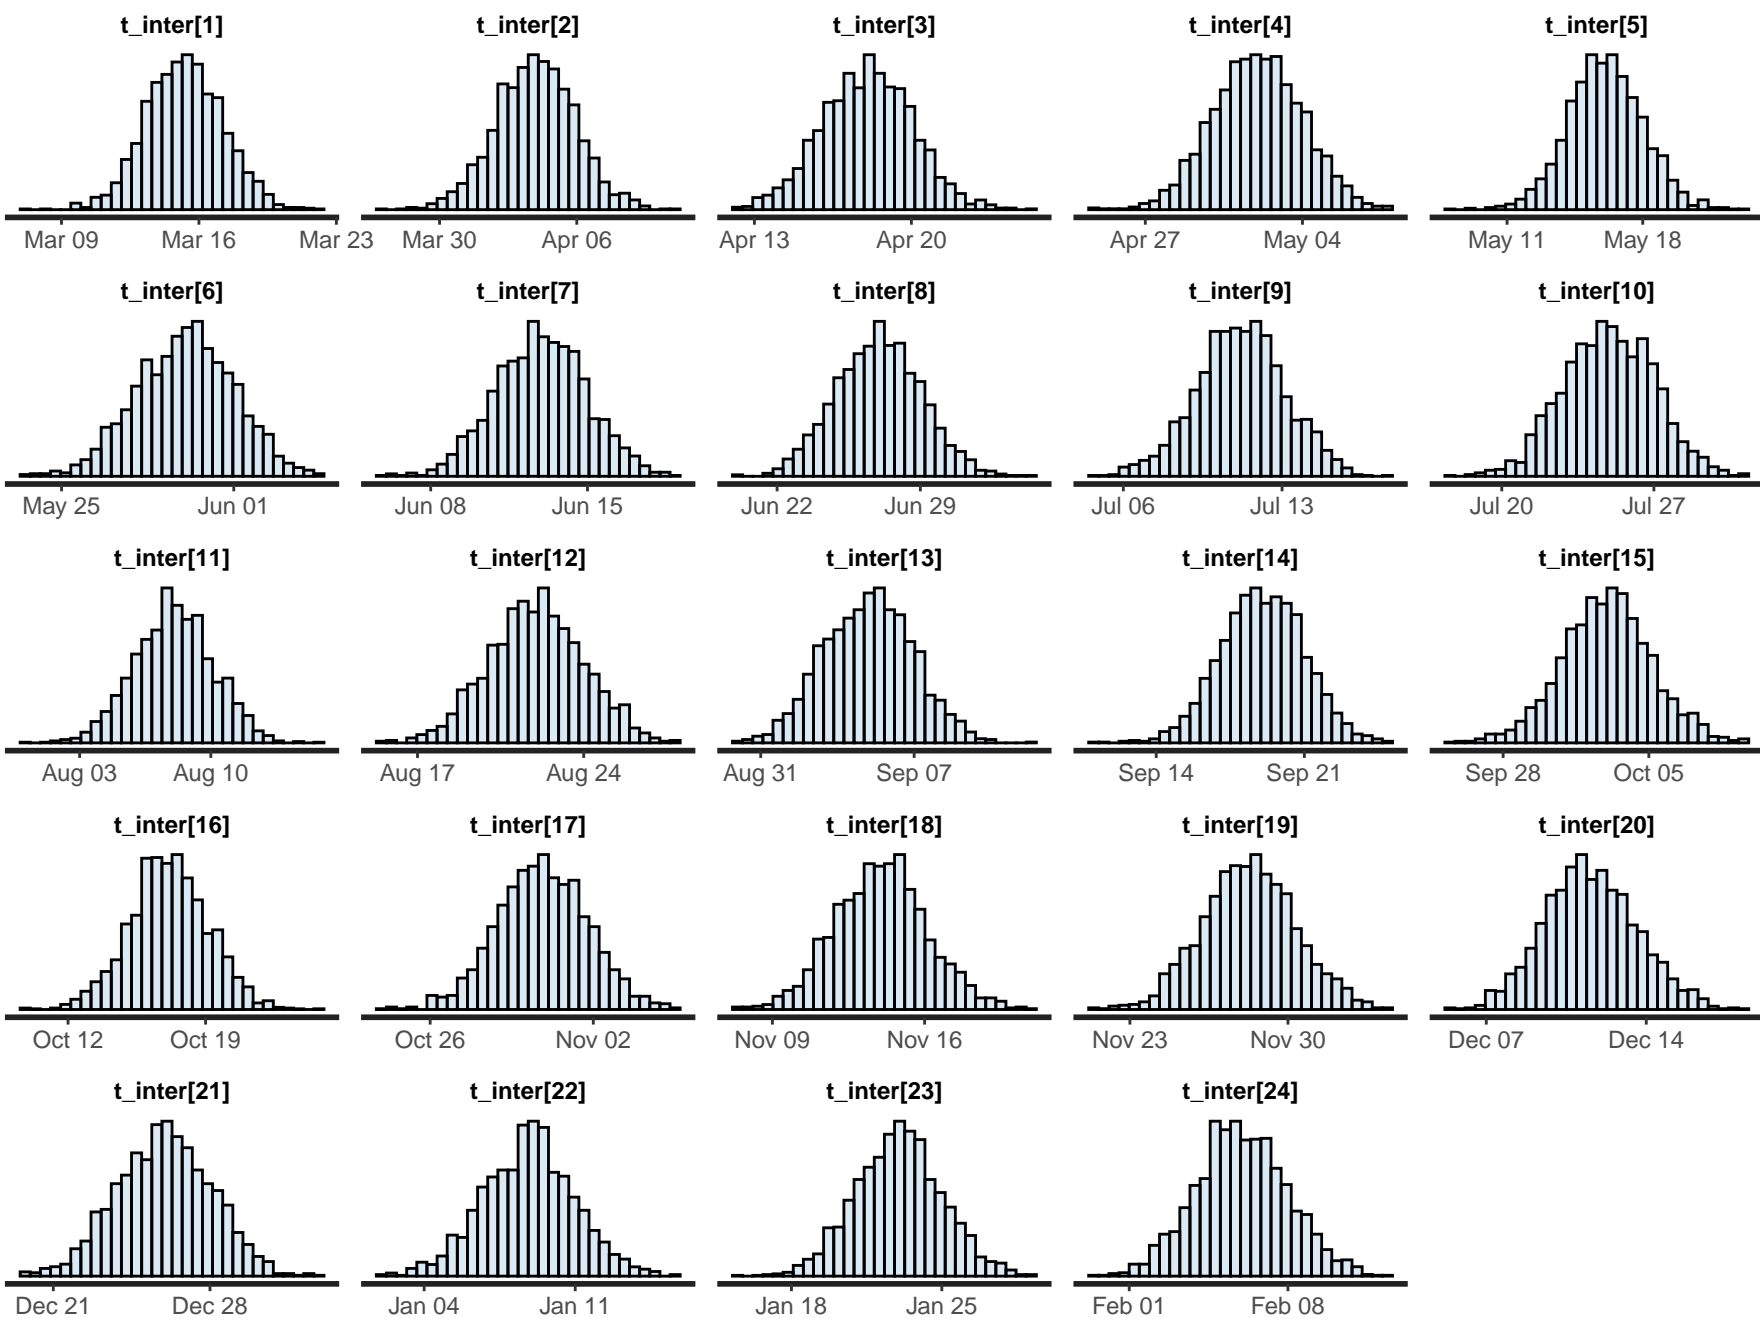 t_inter[1] t_inter[2] t_inter[3] t_inter[4] t_inter[5]
Mar 09 Mar 16 Mar 23 Mar 30 Apr 06 Apr 13 Apr 20 Apr 27 May 04 May 11 May 18
t_inter[6] t_inter[7] t_inter[8] t_inter[9] t_inter[10]
May 25 Jun 01 Jun 08 Jun 15 Jun 22 Jun 29 Jul 06 Jul 13 Jul 20 Jul 27
t_inter[11] t_inter[12] t_inter[13] t_inter[14] t_inter[15]
Aug 03 Aug 10 Aug 17 Aug 24 Aug 31 Sep 07 Sep 14 Sep 21 Sep 28 Oct 05
t_inter[16] t_inter[17] t_inter[18] t_inter[19] t_inter[20]
Oct 12 Oct 19 Oct 26 Nov 02 Nov 09 Nov 16 Nov 23 Nov 30 Dec 07 Dec 14
t_inter[21] t_inter[22] t_inter[23] t_inter[24]
Dec 21 Dec 28 Jan 04 Jan 11 Jan 18 Jan 25 Feb 01 Feb 08